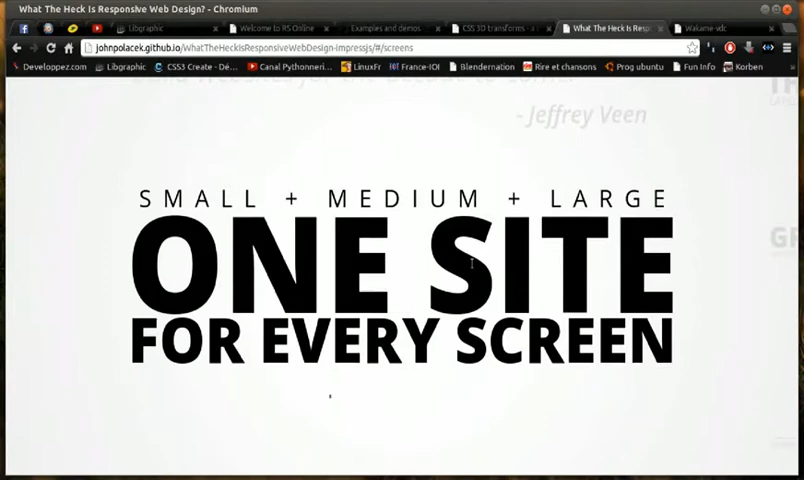 What The Heck Is Responsive Web Design? - Chromium
Libgraphic
Welcome to RS Online
Examples and demos
CSS 3D transforms - a
What The Heck Is Resp
Wakame-vdc
johnpolacek.github.io/WhatTheHeckIsResponsiveWebDesign-impressjs/#/screens
Developpez.com
Libgraphic
CSS3 Create - Dé...
Canal Pythonneri...
LinuxFr
France-IOI
Blendernation
Rire et chansons
Prog ubuntu
Fun Info
Korben
- Jeffrey Veen
SMALL + MEDIUM + LARGE
ONE SITE
FOR EVERY SCREEN